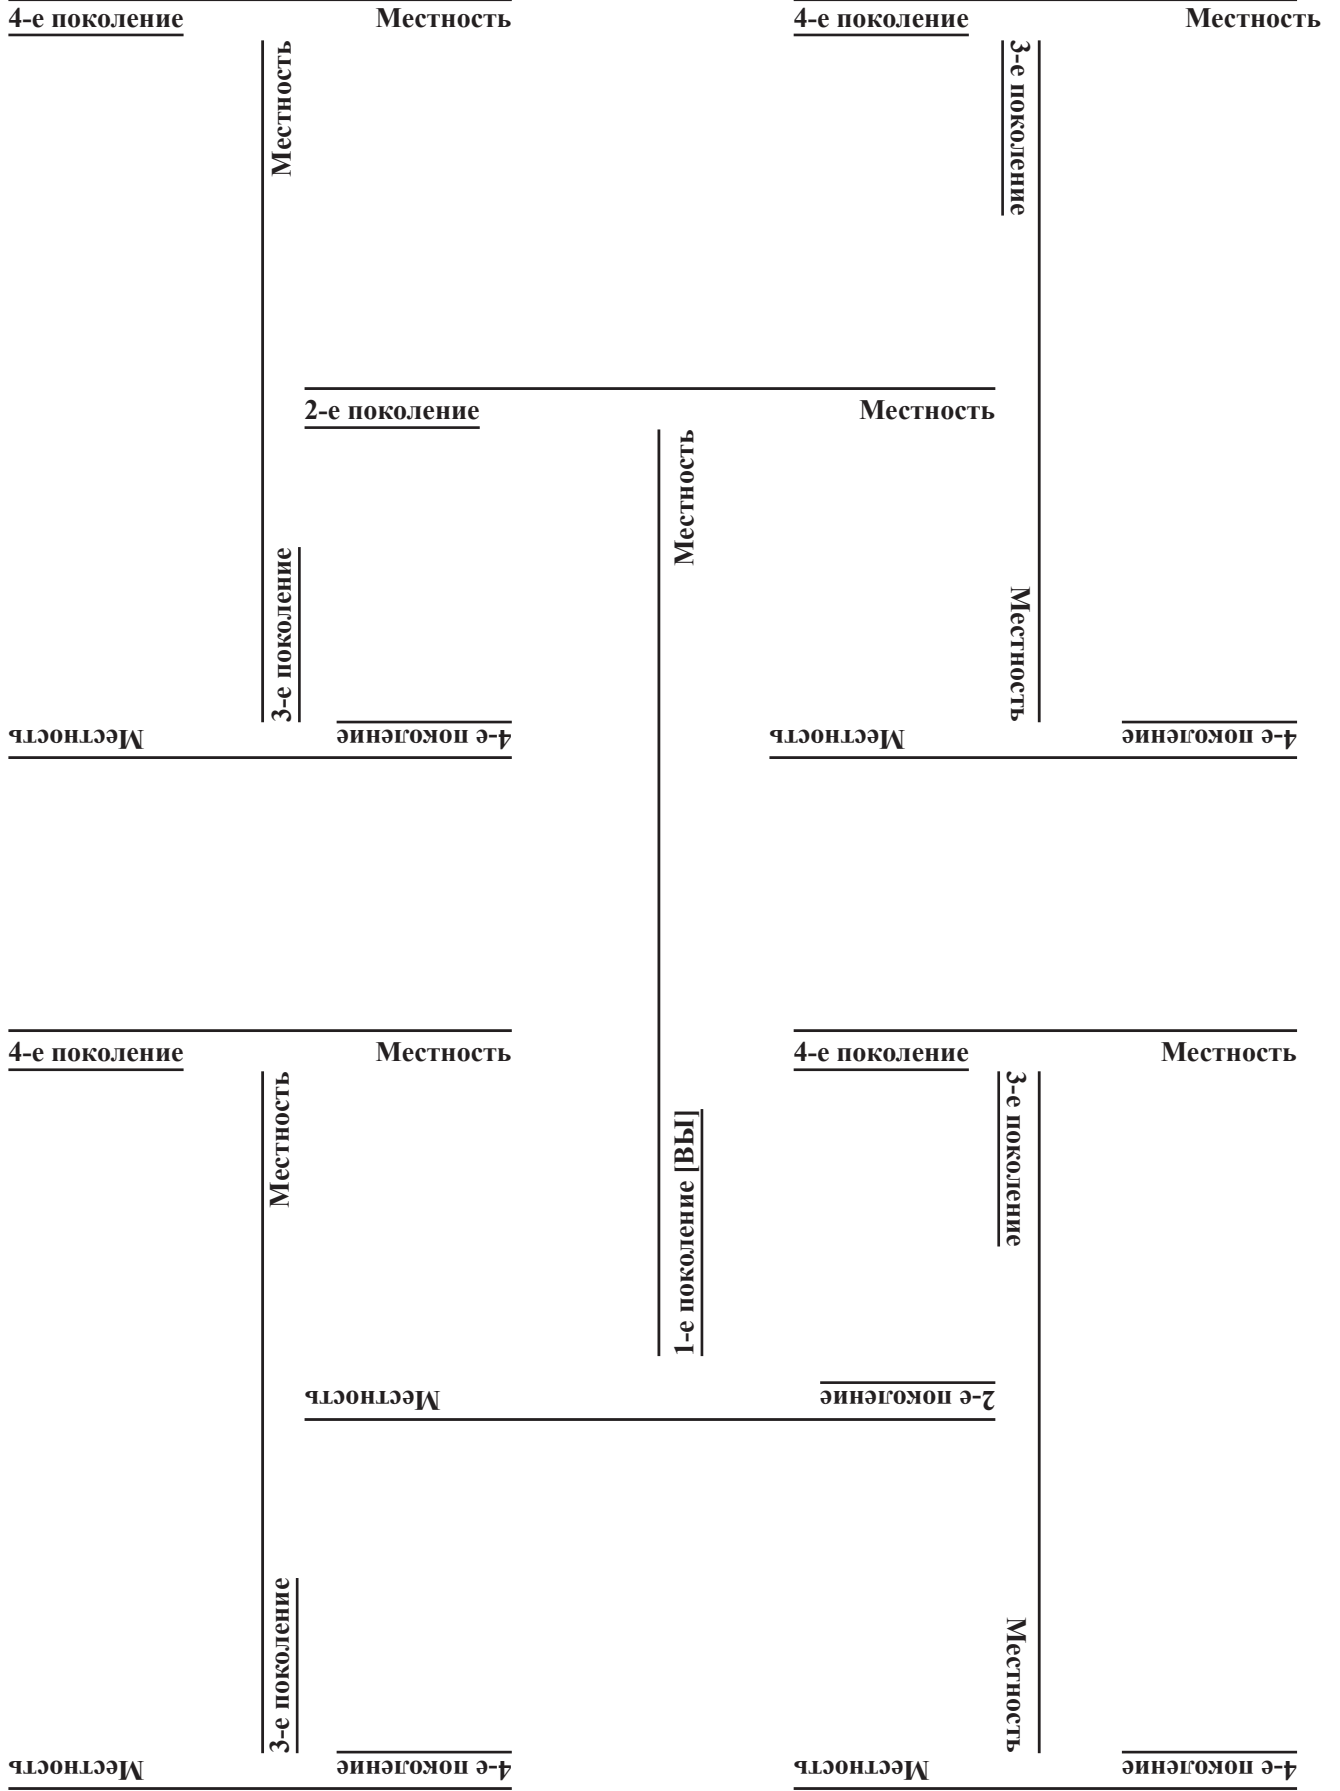 4-е поколение Местность
4-е поколение Местность
Местность
3-е поколение
2-е поколение Местность
Местность
3-е поколение
Местность
Местность 4-е поколение
Местность 4-е поколение
4-е поколение Местность
4-е поколение Местность
Местность
3-е поколение
1-е поколение [ВЫ]
Местность 2-е поколение
3-е поколение
Местность
Местность 4-е поколение
Местность 4-е поколение